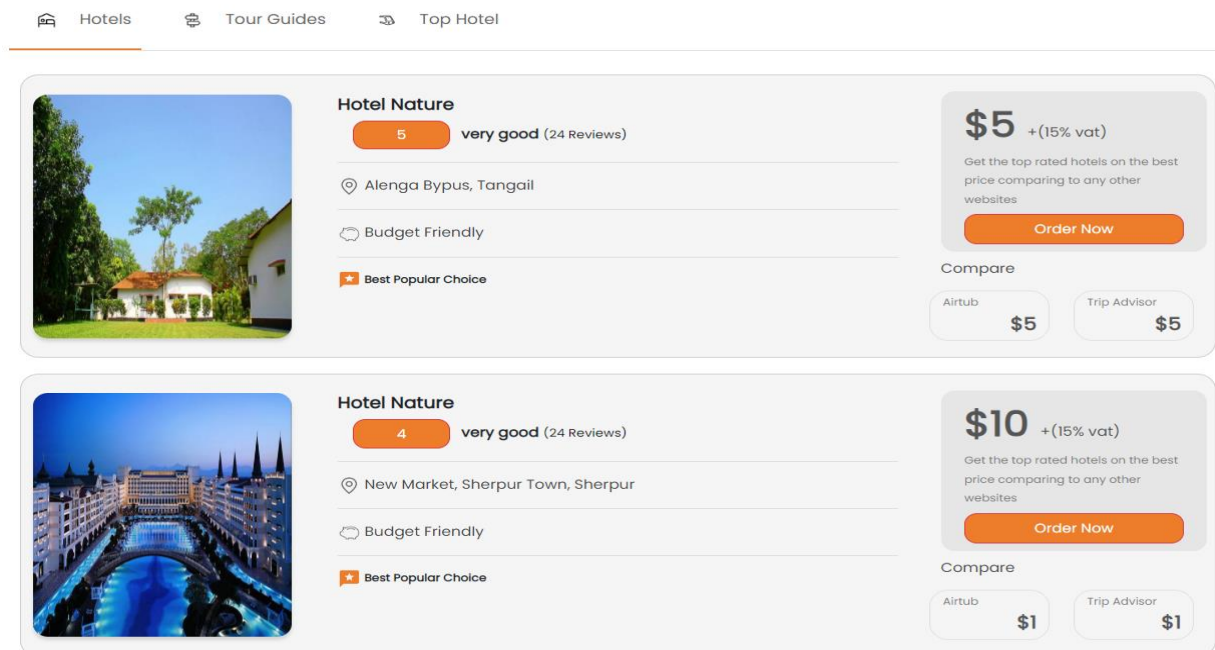 Hotels Tour Guides Top Hotel
Hotel Nature
5 very good (24 Reviews)
Alenga Bypus, Tangail
Budget Friendly
Best Popular Choice
$5 +(15% vat)
Get the top rated hotels on the best
price comparing to any other
websites
Order Now
Compare
Airtub Trip Advisor
$5 $5
Hotel Nature
4 very good (24 Reviews)
New Market, Sherpur Town, Sherpur
Budget Friendly
Best Popular Choice
$10 +(15% vat)
Get the top rated hotels on the best
price comparing to any other
websites
Order Now
Compare
Airtub Trip Advisor
$1 $1